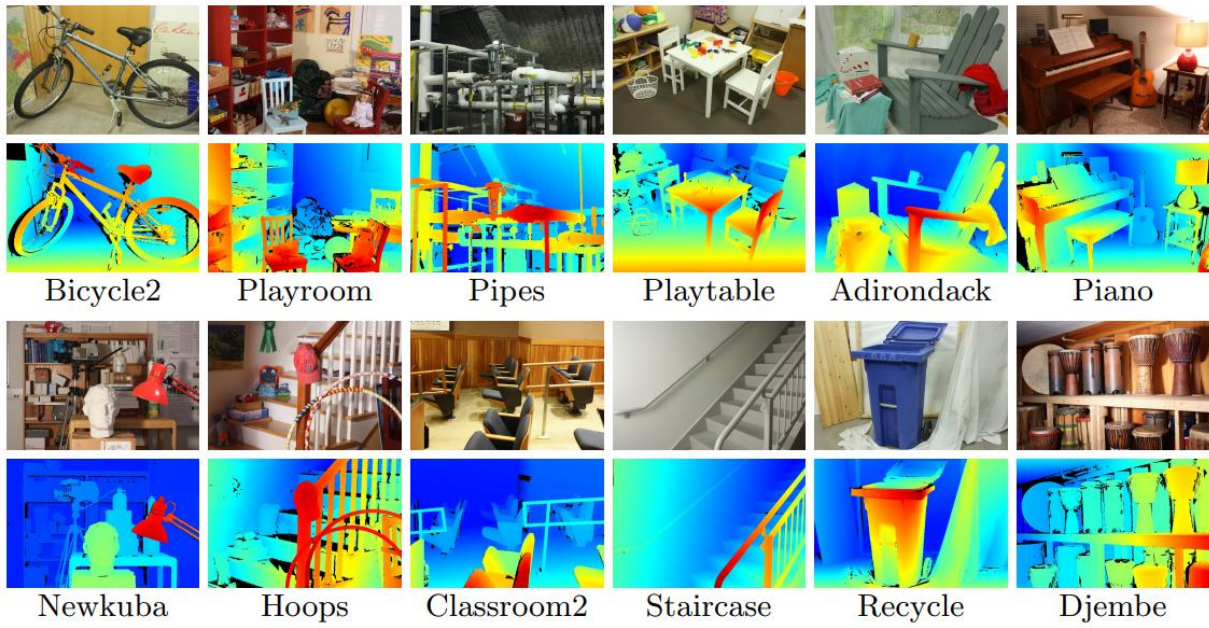 Bicycle2 Playroom Pipes Playtable Adirondack Piano
Newkuba Hoops Classroom2 Staircase Recycle Djembe